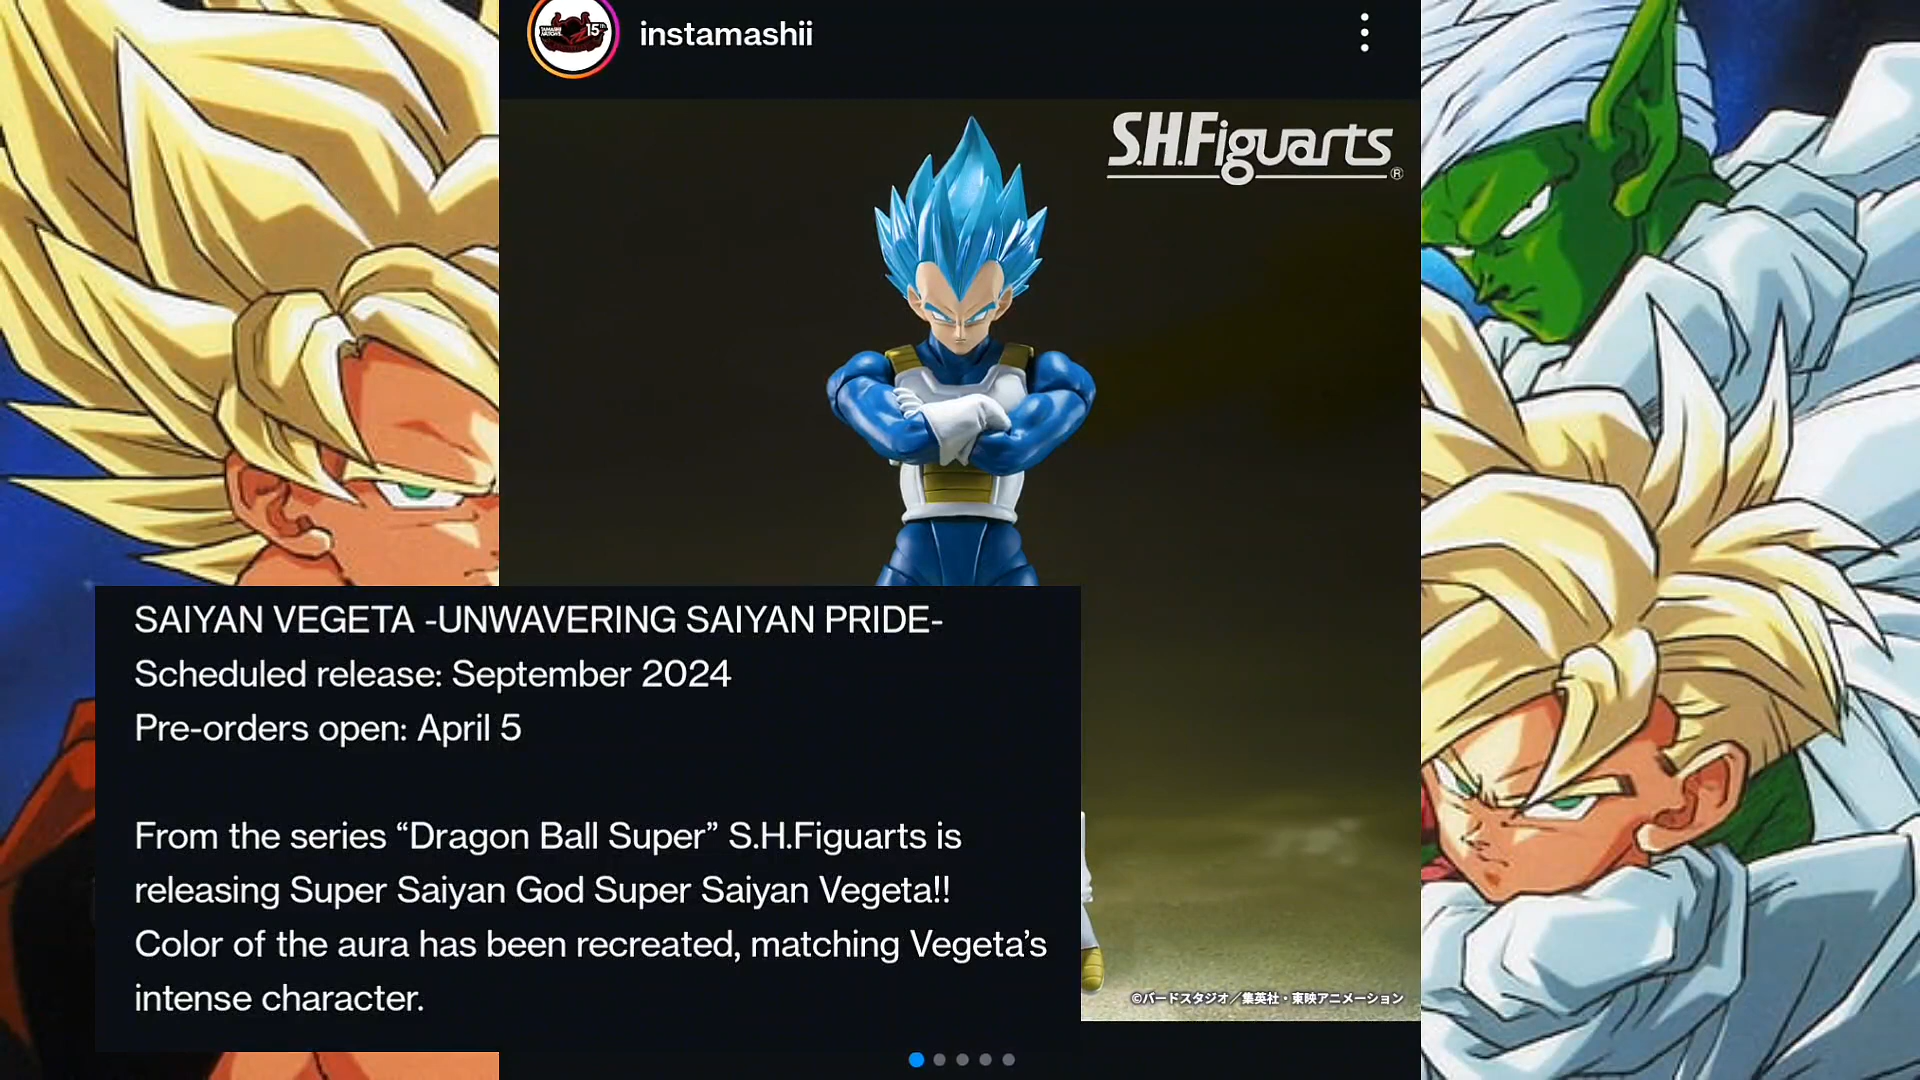 instamashii
TAMASHII NATIONS 15th
S.H.Figuarts
®
SAIYAN VEGETA -UNWAVERING SAIYAN PRIDE-
Scheduled release: September 2024
Pre-orders open: April 5
From the series “Dragon Ball Super” S.H.Figuarts is
releasing Super Saiyan God Super Saiyan Vegeta!!
Color of the aura has been recreated, matching Vegeta’s
intense character.
©バードスタジオ／集英社・東映アニメーション